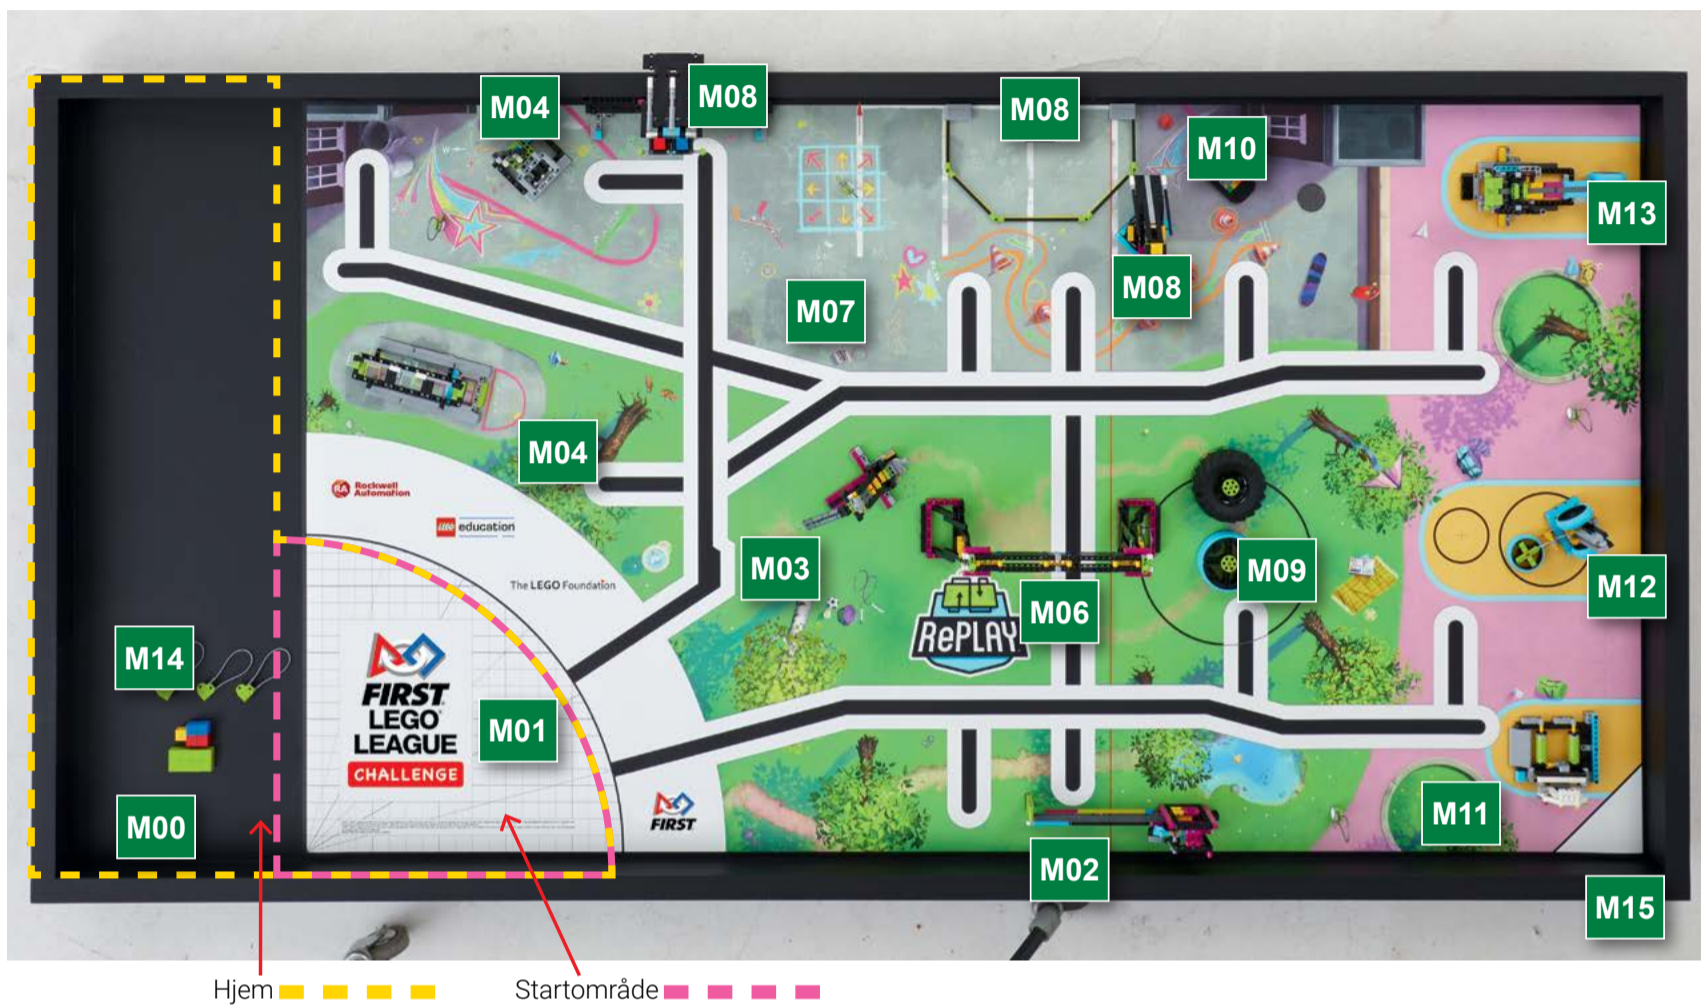 M04
M08
M08
M10
M13
M08
M07
M04
Rockwell
Automation
LEGO education
The LEGO Foundation
M03
M09
M12
M06
RePLAY
M14
FIRST
LEGO
LEAGUE
CHALLENGE
M01
M00
FIRST
M11
M02
M15
Hjem
Startområde